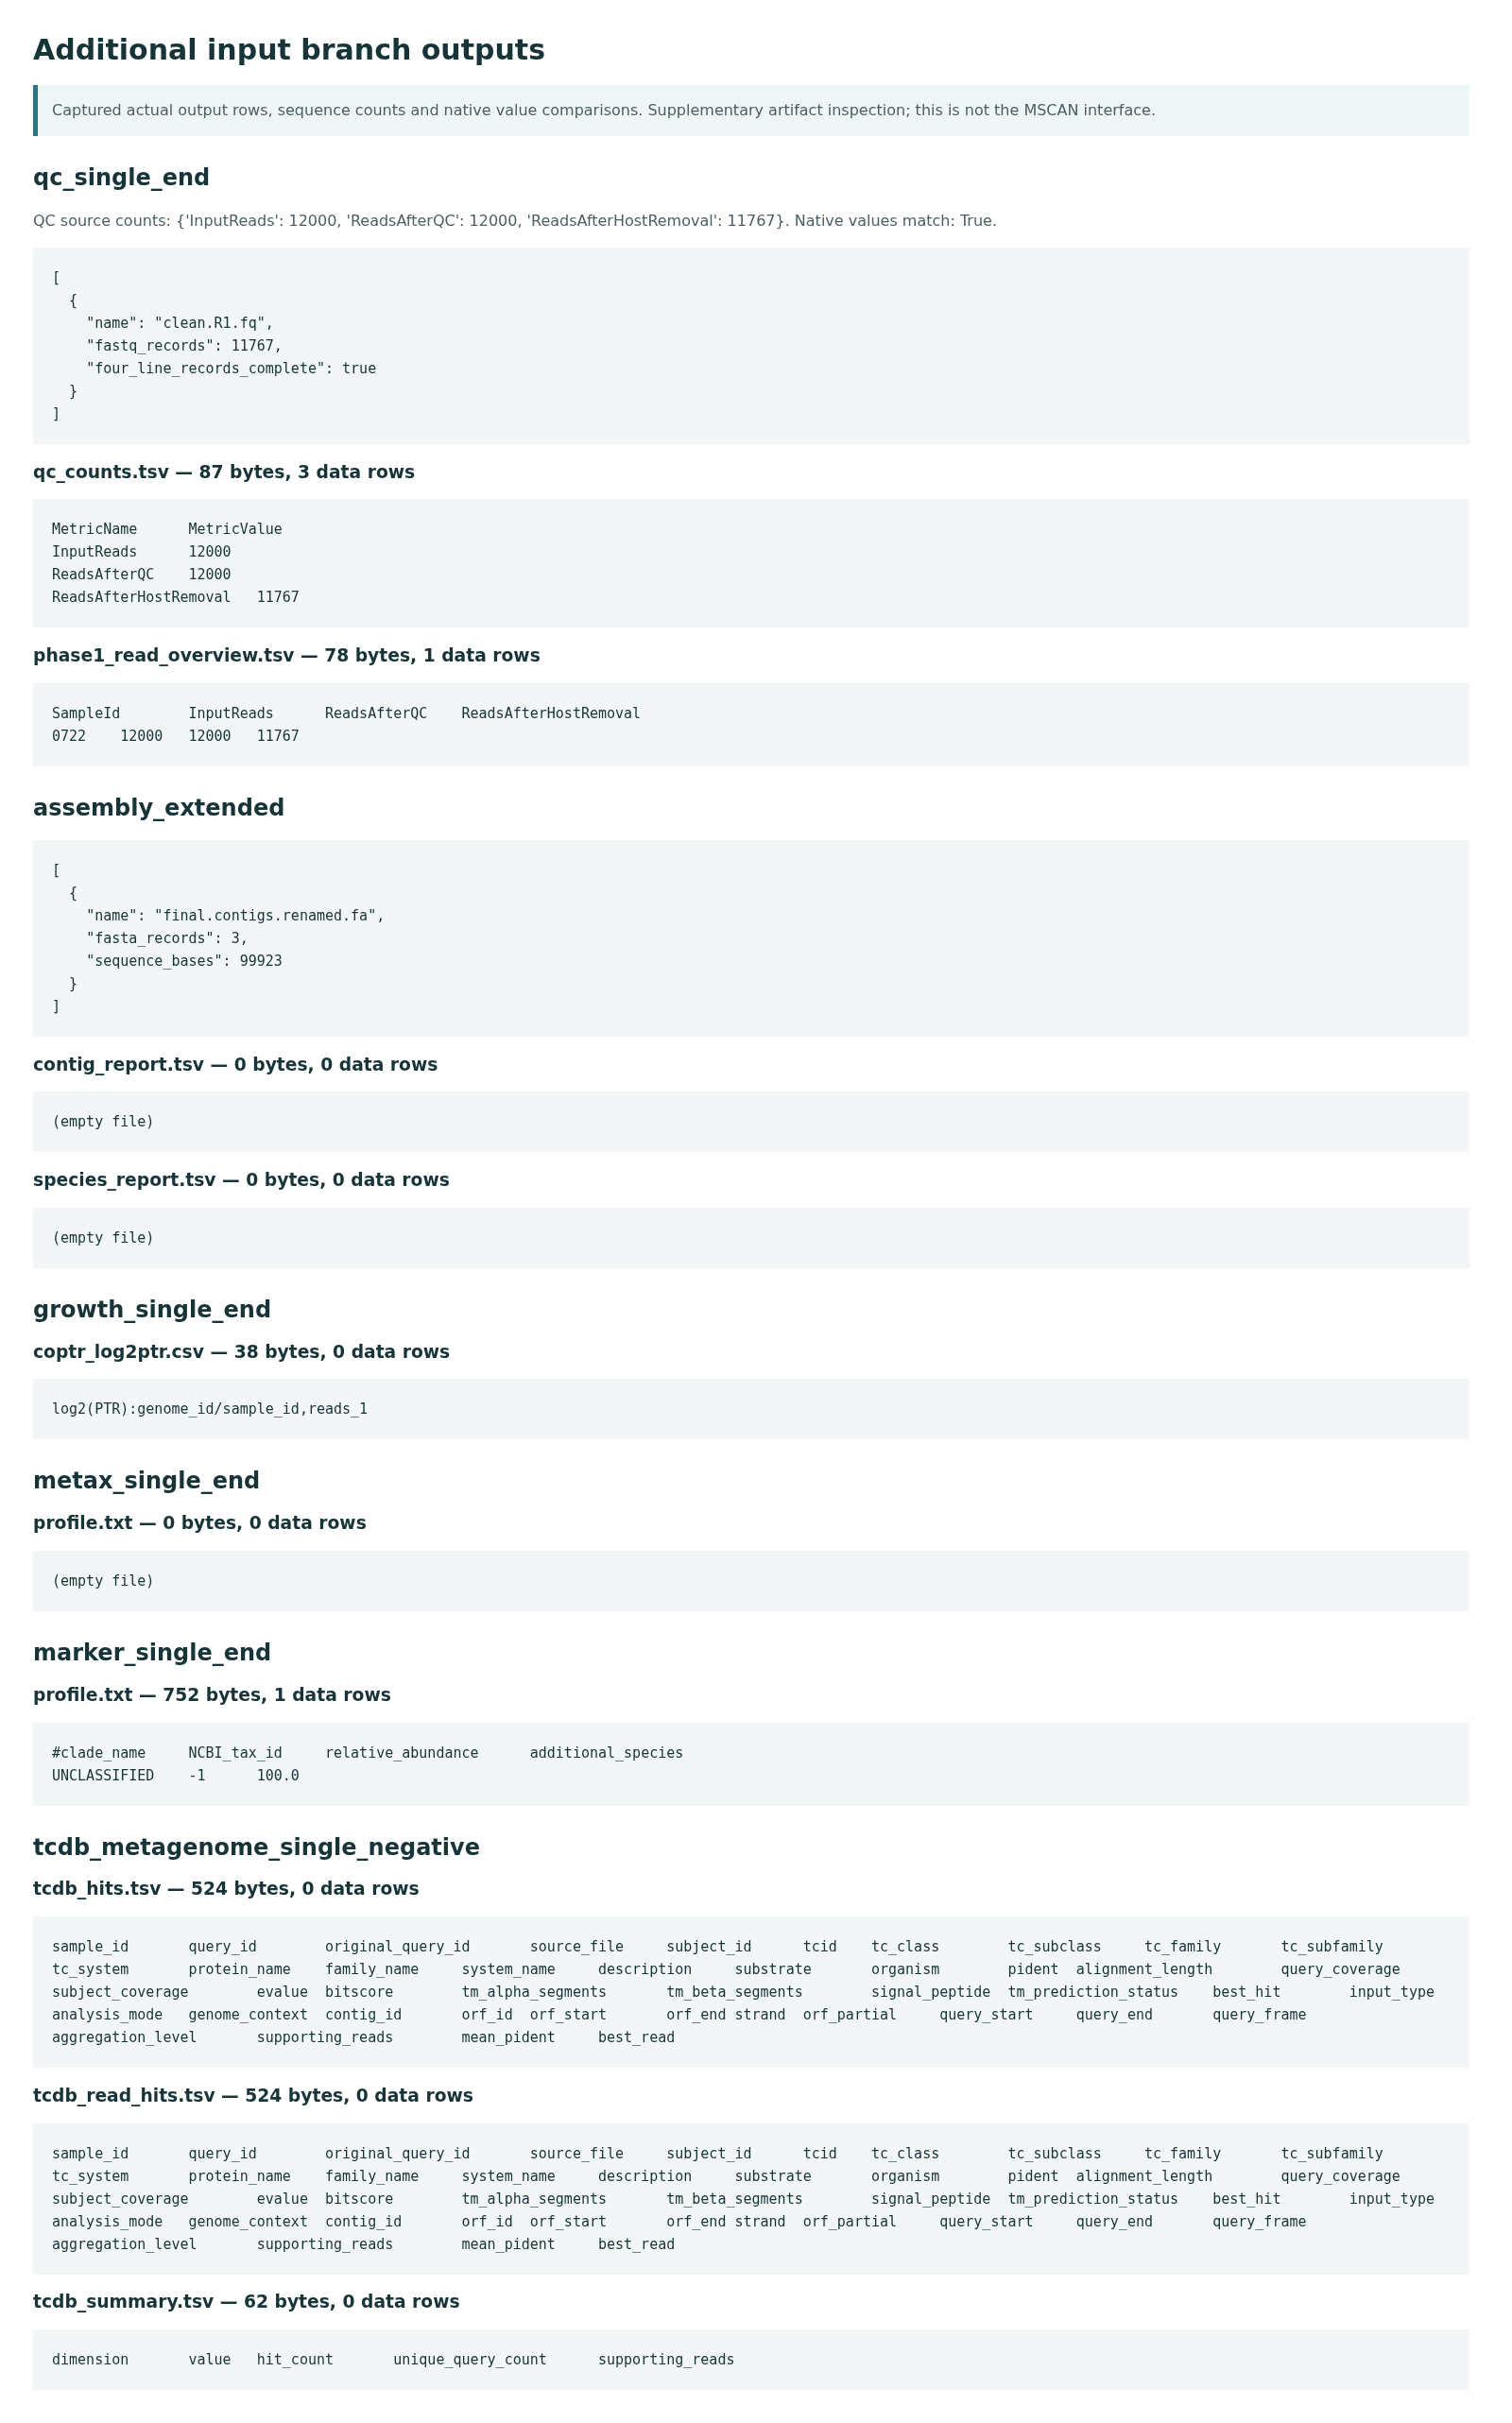 Additional input branch outputs
Captured actual output rows, sequence counts and native value comparisons. Supplementary artifact inspection; this is not the MSCAN interface.
qc_single_end
QC source counts: {'InputReads': 12000, 'ReadsAfterQC': 12000, 'ReadsAfterHostRemoval': 11767}. Native values match: True.
[
  {
    "name": "clean.R1.fq",
    "fastq_records": 11767,
    "four_line_records_complete": true
  }
]
qc_counts.tsv — 87 bytes, 3 data rows
MetricName	MetricValue
InputReads	12000
ReadsAfterQC	12000
ReadsAfterHostRemoval	11767
phase1_read_overview.tsv — 78 bytes, 1 data rows
SampleId	InputReads	ReadsAfterQC	ReadsAfterHostRemoval
0722	12000	12000	11767
assembly_extended
[
  {
    "name": "final.contigs.renamed.fa",
    "fasta_records": 3,
    "sequence_bases": 99923
  }
]
contig_report.tsv — 0 bytes, 0 data rows
(empty file)
species_report.tsv — 0 bytes, 0 data rows
(empty file)
growth_single_end
coptr_log2ptr.csv — 38 bytes, 0 data rows
log2(PTR):genome_id/sample_id,reads_1
metax_single_end
profile.txt — 0 bytes, 0 data rows
(empty file)
marker_single_end
profile.txt — 752 bytes, 1 data rows
#clade_name	NCBI_tax_id	relative_abundance	additional_species
UNCLASSIFIED	-1	100.0
tcdb_metagenome_single_negative
tcdb_hits.tsv — 524 bytes, 0 data rows
sample_id	query_id	original_query_id	source_file	subject_id	tcid	tc_class	tc_subclass	tc_family	tc_subfamily
tc_system	protein_name	family_name	system_name	description	substrate	organism	pident	alignment_length	query_coverage
subject_coverage	evalue	bitscore	tm_alpha_segments	tm_beta_segments	signal_peptide	tm_prediction_status	best_hit	input_type
analysis_mode	genome_context	contig_id	orf_id	orf_start	orf_end	strand	orf_partial	query_start	query_end	query_frame
aggregation_level	supporting_reads	mean_pident	best_read
tcdb_read_hits.tsv — 524 bytes, 0 data rows
sample_id	query_id	original_query_id	source_file	subject_id	tcid	tc_class	tc_subclass	tc_family	tc_subfamily
tc_system	protein_name	family_name	system_name	description	substrate	organism	pident	alignment_length	query_coverage
subject_coverage	evalue	bitscore	tm_alpha_segments	tm_beta_segments	signal_peptide	tm_prediction_status	best_hit	input_type
analysis_mode	genome_context	contig_id	orf_id	orf_start	orf_end	strand	orf_partial	query_start	query_end	query_frame
aggregation_level	supporting_reads	mean_pident	best_read
tcdb_summary.tsv — 62 bytes, 0 data rows
dimension	value	hit_count	unique_query_count	supporting_reads